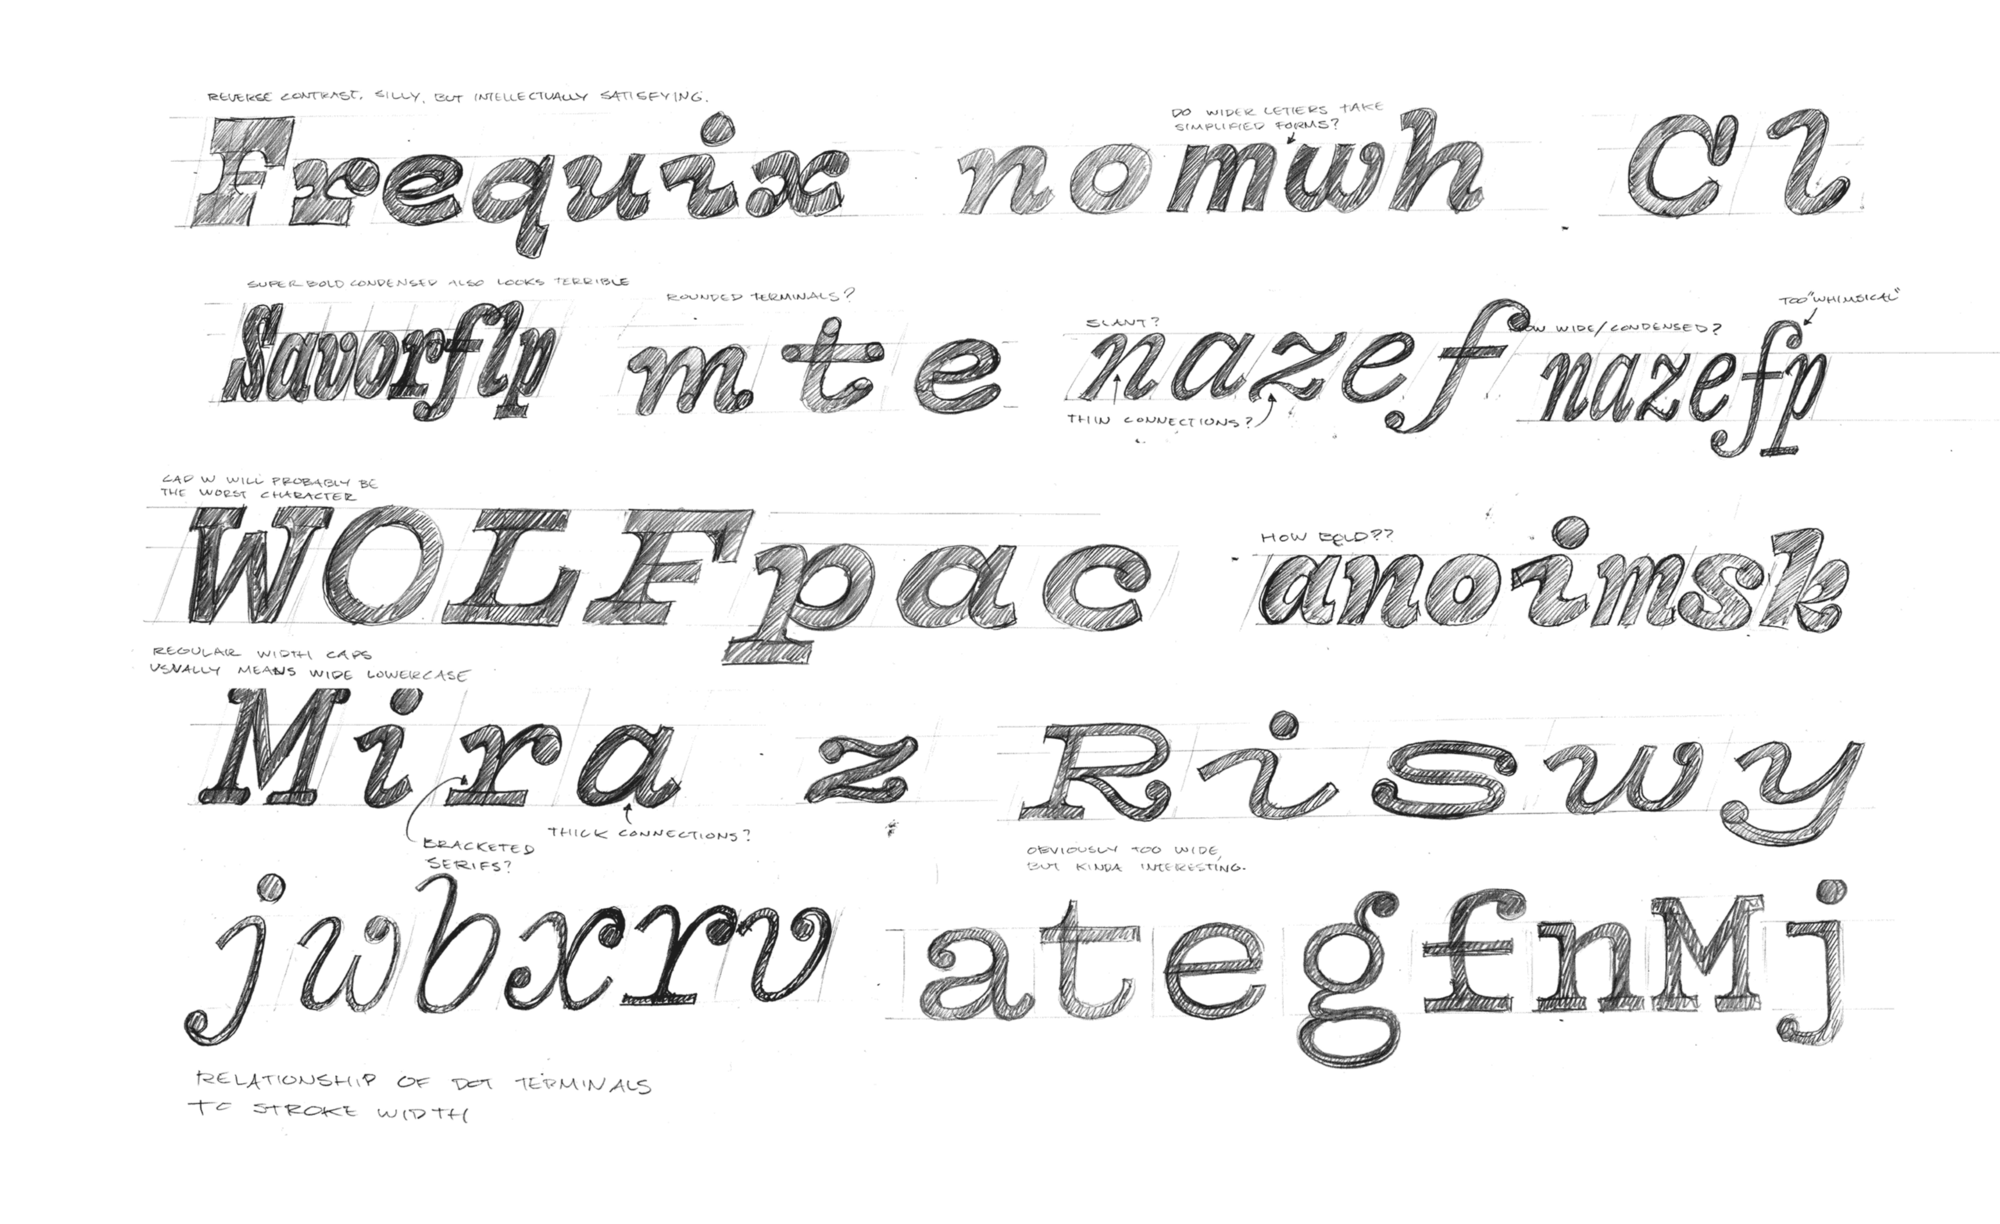 REVERSE CONTRAST, SILLY, BUT INTELLECTUALLY SATISFYING.
DO WIDER LETTERS TAKE
SIMPLIFIED FORMS?
Frequix nomwh Cl
SUPER BOLD CONDENSED ALSO LOOKS TERRIBLE
ROUNDED TERMINALS?
SLANT?
HOW WIDE/CONDENSED?
TOO "WHIMSICAL"
Savorflp mte nazef nazefp
THIN CONNECTIONS?
CAP W WILL PROBABLY BE
THE WORST CHARACTER
HOW BOLD??
WOLFpac anoimsk
REGULAR WIDTH CAPS
USUALLY MEANS WIDE LOWERCASE
Mira z Riswy
THICK CONNECTIONS?
BRACKETED
SERIFS?
OBVIOUSLY TOO WIDE,
BUT KINDA INTERESTING.
jwbxrv ategfnMj
RELATIONSHIP OF DOT TERMINALS
TO STROKE WIDTH